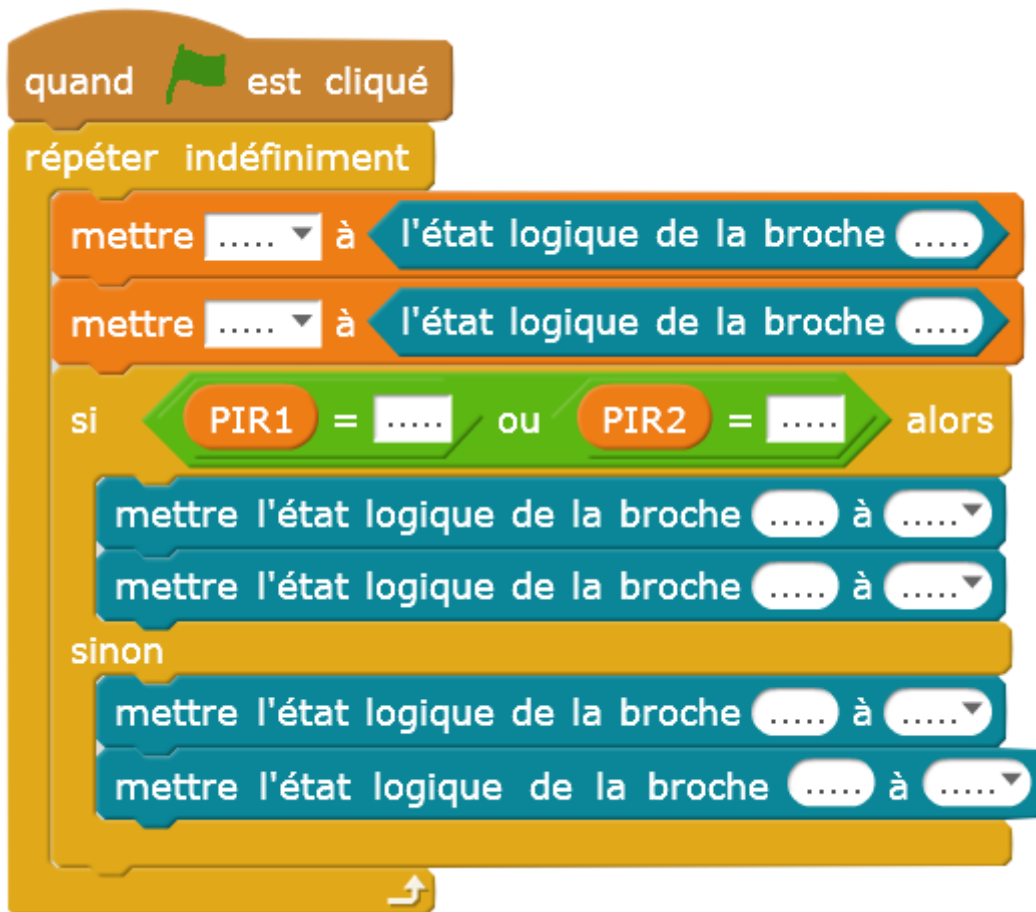 quand est cliqué
répéter indéfiniment
mettre ..... à l'état logique de la broche .....
mettre ..... à l'état logique de la broche .....
si PIR1 = ..... ou PIR2 = ..... alors
mettre l'état logique de la broche ..... à .....
mettre l'état logique de la broche ..... à .....
sinon
mettre l'état logique de la broche ..... à .....
mettre l'état logique de la broche ..... à .....